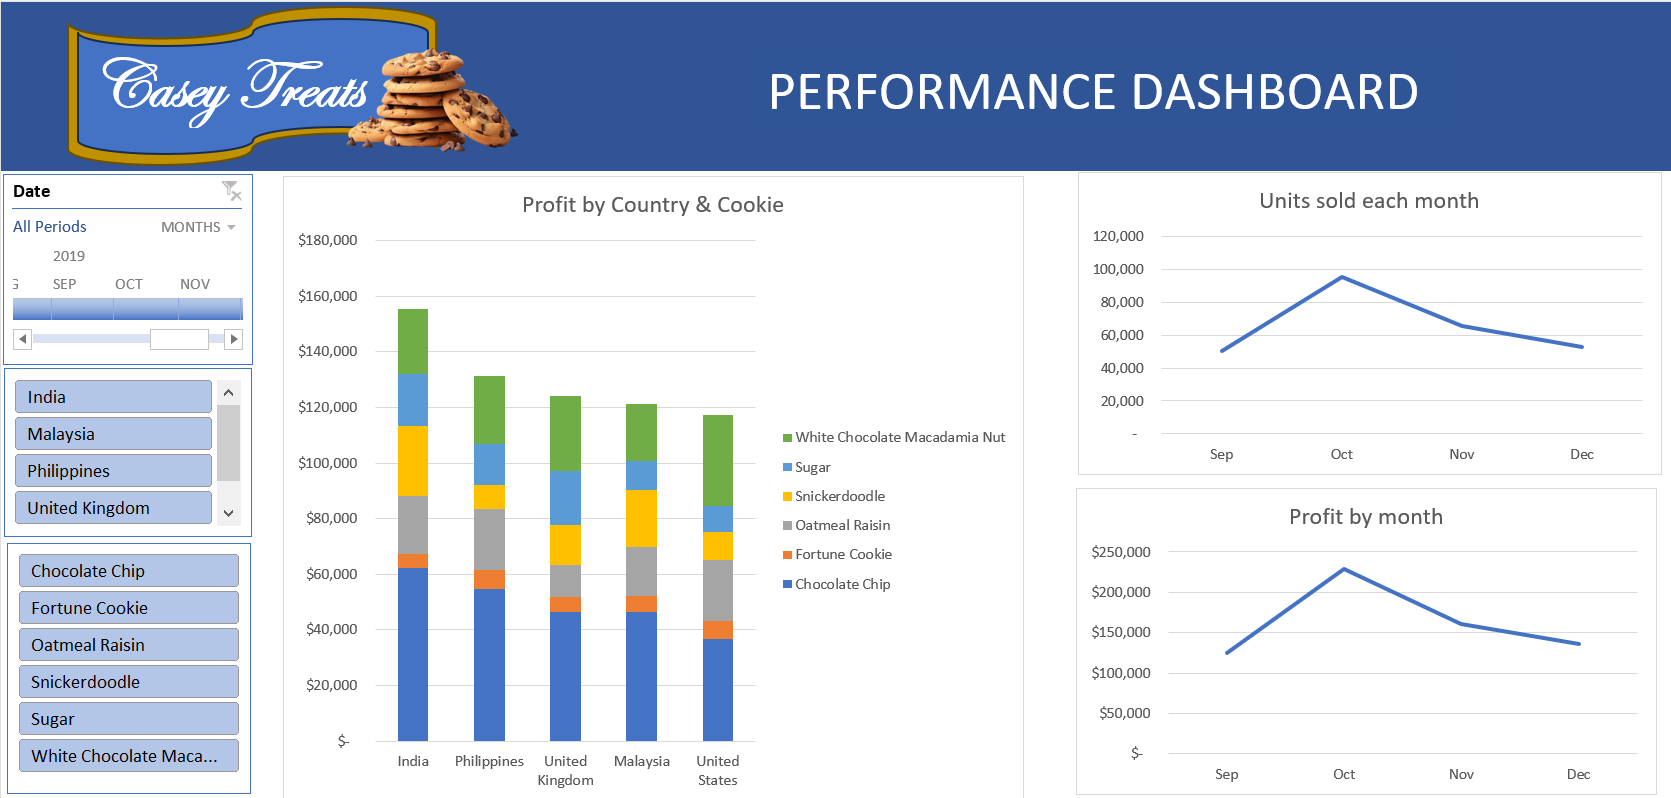 Casey Treats
PERFORMANCE DASHBOARD
Date
All Periods
MONTHS
2019
SEP OCT NOV
India
Malaysia
Philippines
United Kingdom
Chocolate Chip
Fortune Cookie
Oatmeal Raisin
Snickerdoodle
Sugar
White Chocolate Maca...
Profit by Country & Cookie
$180,000
$160,000
$140,000
$120,000
$100,000
$80,000
$60,000
$40,000
$20,000
$-
India Philippines United Malaysia United
Kingdom States
White Chocolate Macadamia Nut
Sugar
Snickerdoodle
Oatmeal Raisin
Fortune Cookie
Chocolate Chip
Units sold each month
120,000
100,000
80,000
60,000
40,000
20,000
-
Sep Oct Nov Dec
Profit by month
$250,000
$200,000
$150,000
$100,000
$50,000
$-
Sep Oct Nov Dec